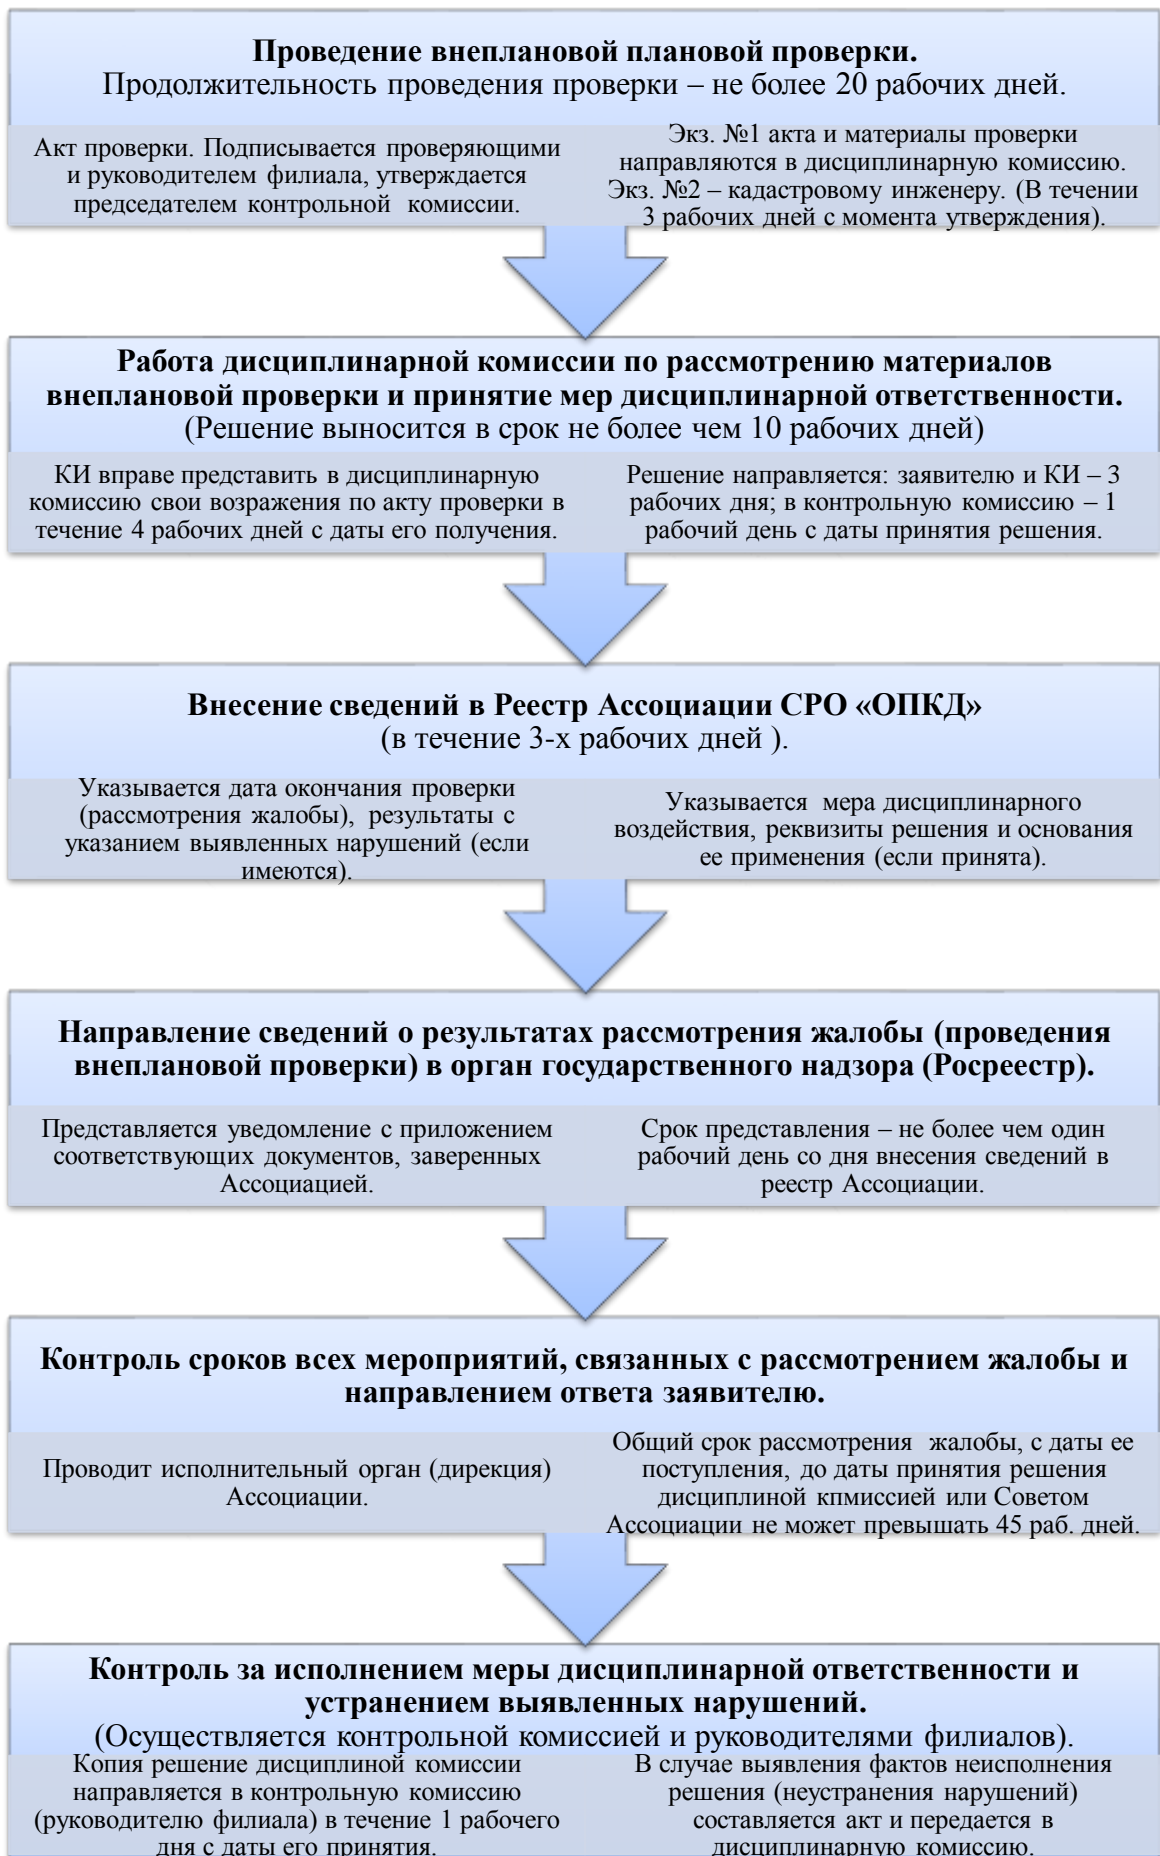 Проведение внеплановой плановой проверки.
Продолжительность проведения проверки – не более 20 рабочих дней.
Акт проверки. Подписывается проверяющими
и руководителем филиала, утверждается
председателем контрольной комиссии.
Экз. №1 акта и материалы проверки
направляются в дисциплинарную комиссию.
Экз. №2 – кадастровому инженеру. (В течении
3 рабочих дней с момента утверждения).
Работа дисциплинарной комиссии по рассмотрению материалов
внеплановой проверки и принятие мер дисциплинарной ответственности.
(Решение выносится в срок не более чем 10 рабочих дней)
КИ вправе представить в дисциплинарную
комиссию свои возражения по акту проверки в
течение 4 рабочих дней с даты его получения.
Решение направляется: заявителю и КИ – 3
рабочих дня; в контрольную комиссию – 1
рабочий день с даты принятия решения.
Внесение сведений в Реестр Ассоциации СРО «ОПКД»
(в течение 3-х рабочих дней ).
Указывается дата окончания проверки
(рассмотрения жалобы), результаты с
указанием выявленных нарушений (если
имеются).
Указывается мера дисциплинарного
воздействия, реквизиты решения и основания
ее применения (если принята).
Направление сведений о результатах рассмотрения жалобы (проведения
внеплановой проверки) в орган государственного надзора (Росреестр).
Представляется уведомление с приложением
соответствующих документов, заверенных
Ассоциацией.
Срок представления – не более чем один
рабочий день со дня внесения сведений в
реестр Ассоциации.
Контроль сроков всех мероприятий, связанных с рассмотрением жалобы и
направлением ответа заявителю.
Проводит исполнительный орган (дирекция)
Ассоциации.
Общий срок рассмотрения жалобы, с даты ее
поступления, до даты принятия решения
дисциплиной кпмиссией или Советом
Ассоциации не может превышать 45 раб. дней.
Контроль за исполнением меры дисциплинарной ответственности и
устранением выявленных нарушений.
(Осуществляется контрольной комиссией и руководителями филиалов).
Копия решение дисциплиной комиссии
направляется в контрольную комиссию
(руководителю филиала) в течение 1 рабочего
дня с даты его принятия.
В случае выявления фактов неисполнения
решения (неустранения нарушений)
составляется акт и передается в
дисциплинарную комиссию.